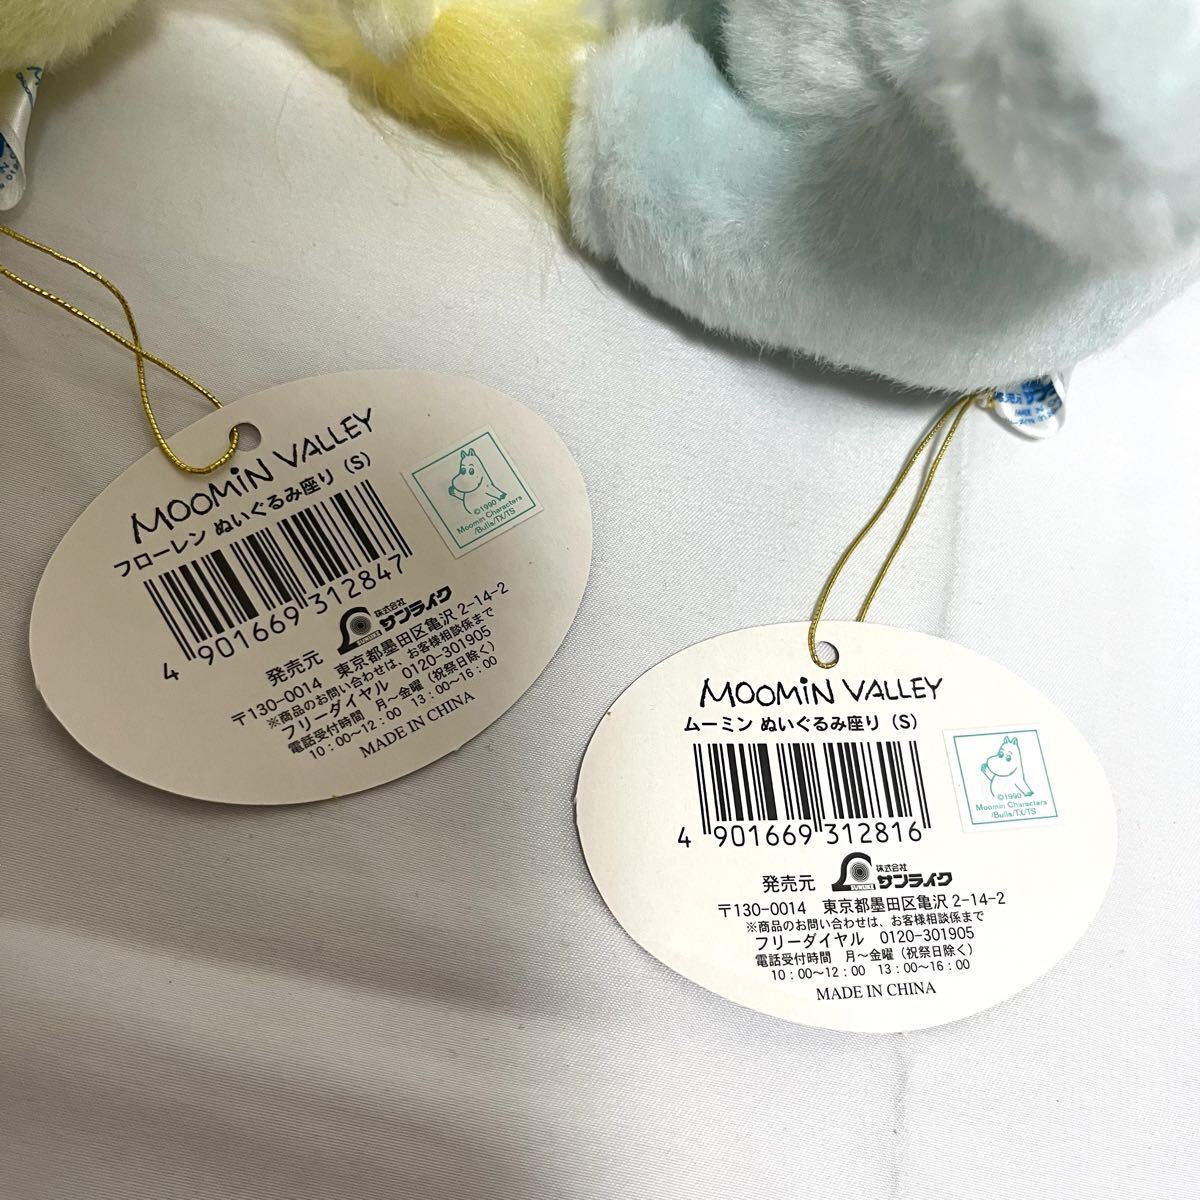 MOOMIN VALLEY
フローレン ぬいぐるみ座り（S）
4 901669 312847
©1990
Moomin Characters
/Bulls/TX/TS
発売元 SUNLIKE 株式会社 サンライク
〒130-0014 東京都墨田区亀沢 2-14-2
※商品のお問い合わせは、お客様相談係まで
フリーダイヤル 0120-301905
電話受付時間 月～金曜（祝祭日除く）
10：00～12：00 13：00～16：00
MADE IN CHINA
MOOMIN VALLEY
ムーミン ぬいぐるみ座り（S）
4 901669 312816
©1990
Moomin Characters
/Bulls/TX/TS
発売元 SUNLIKE 株式会社 サンライク
〒130-0014 東京都墨田区亀沢 2-14-2
※商品のお問い合わせは、お客様相談係まで
フリーダイヤル 0120-301905
電話受付時間 月～金曜（祝祭日除く）
10：00～12：00 13：00～16：00
MADE IN CHINA